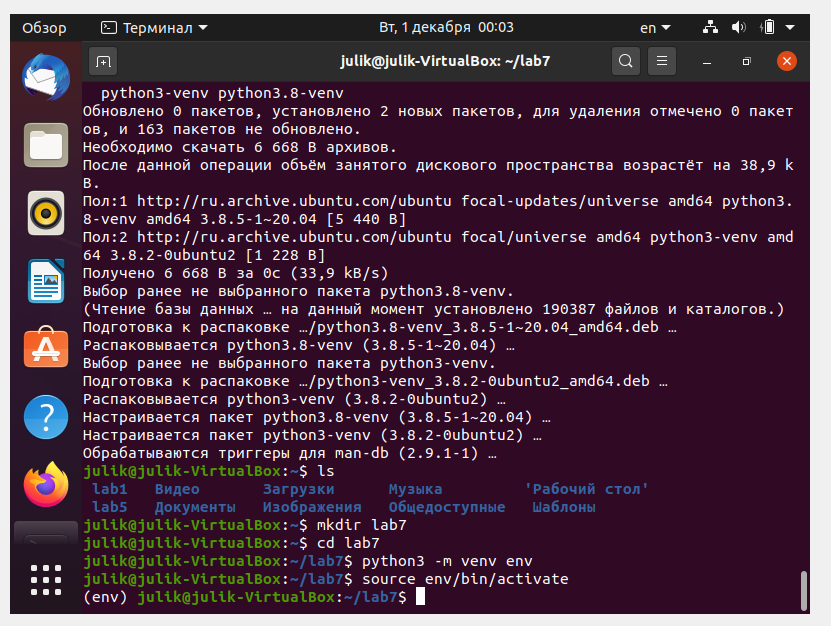 Обзор Терминал Вт, 1 декабря 00:03 en
julik@julik-VirtualBox: ~/lab7
python3-venv python3.8-venv
Обновлено 0 пакетов, установлено 2 новых пакетов, для удаления отмечено 0 пакет
ов, и 163 пакетов не обновлено.
Необходимо скачать 6 668 B архивов.
После данной операции объём занятого дискового пространства возрастёт на 38,9 k
B.
Пол:1 http://ru.archive.ubuntu.com/ubuntu focal-updates/universe amd64 python3.
8-venv amd64 3.8.5-1~20.04 [5 440 B]
Пол:2 http://ru.archive.ubuntu.com/ubuntu focal/universe amd64 python3-venv amd
64 3.8.2-0ubuntu2 [1 228 B]
Получено 6 668 B за 0с (33,9 kB/s)
Выбор ранее не выбранного пакета python3.8-venv.
(Чтение базы данных … на данный момент установлено 190387 файлов и каталогов.)
Подготовка к распаковке …/python3.8-venv_3.8.5-1~20.04_amd64.deb …
Распаковывается python3.8-venv (3.8.5-1~20.04) …
Выбор ранее не выбранного пакета python3-venv.
Подготовка к распаковке …/python3-venv_3.8.2-0ubuntu2_amd64.deb …
Распаковывается python3-venv (3.8.2-0ubuntu2) …
Настраивается пакет python3.8-venv (3.8.5-1~20.04) …
Настраивается пакет python3-venv (3.8.2-0ubuntu2) …
Обрабатываются триггеры для man-db (2.9.1-1) …
julik@julik-VirtualBox:~$ ls
lab1 Видео Загрузки Музыка 'Рабочий стол'
lab5 Документы Изображения Общедоступные Шаблоны
julik@julik-VirtualBox:~$ mkdir lab7
julik@julik-VirtualBox:~$ cd lab7
julik@julik-VirtualBox:~/lab7$ python3 -m venv env
julik@julik-VirtualBox:~/lab7$ source env/bin/activate
(env) julik@julik-VirtualBox:~/lab7$